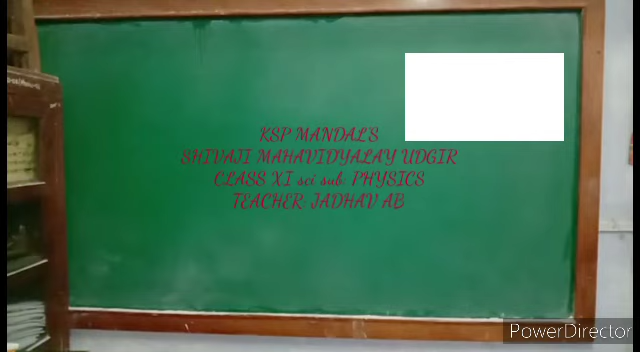 KSP MANDAL'S
SHIVAJI MAHAVIDYALAY UDGIR
CLASS XI sci sub: PHYSICS
TEACHER: JADHAV AB
PowerDirector